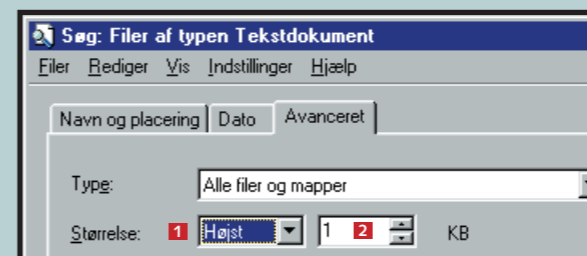 Søg: Filer af typen Tekstdokument
Filer Rediger Vis Indstillinger Hjælp
Navn og placering Dato Avanceret
Type: Alle filer og mapper
Størrelse: 1 Højst 1 2 KB